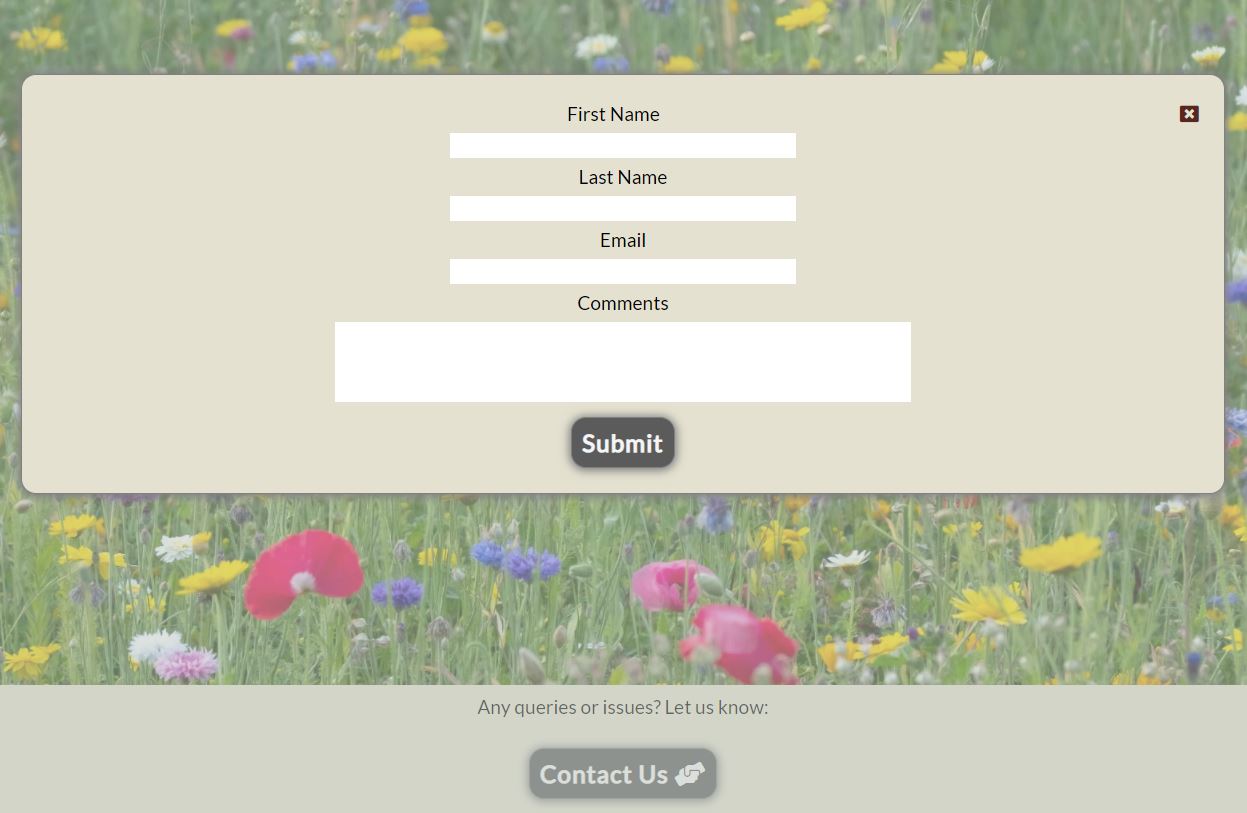 First Name
Last Name
Email
Comments
Submit
Any queries or issues? Let us know:
Contact Us